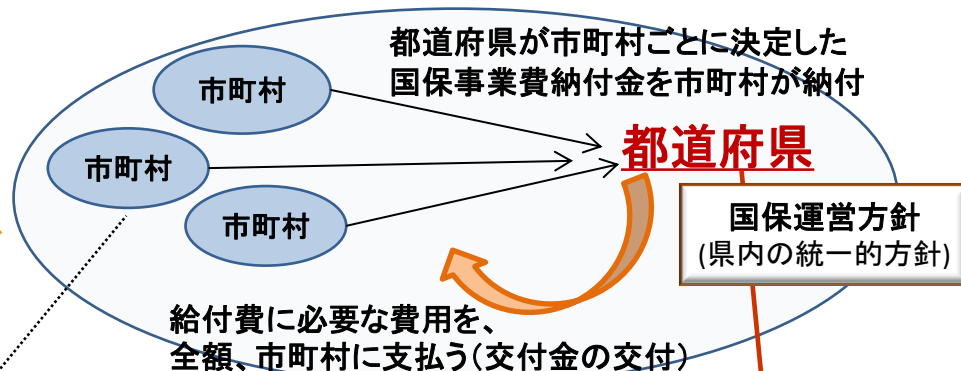 都道府県が市町村ごとに決定した
国保事業費納付金を市町村が納付
市町村
市町村
市町村
都道府県
国保運営方針
(県内の統一的方針)
給付費に必要な費用を、
全額、市町村に支払う(交付金の交付)